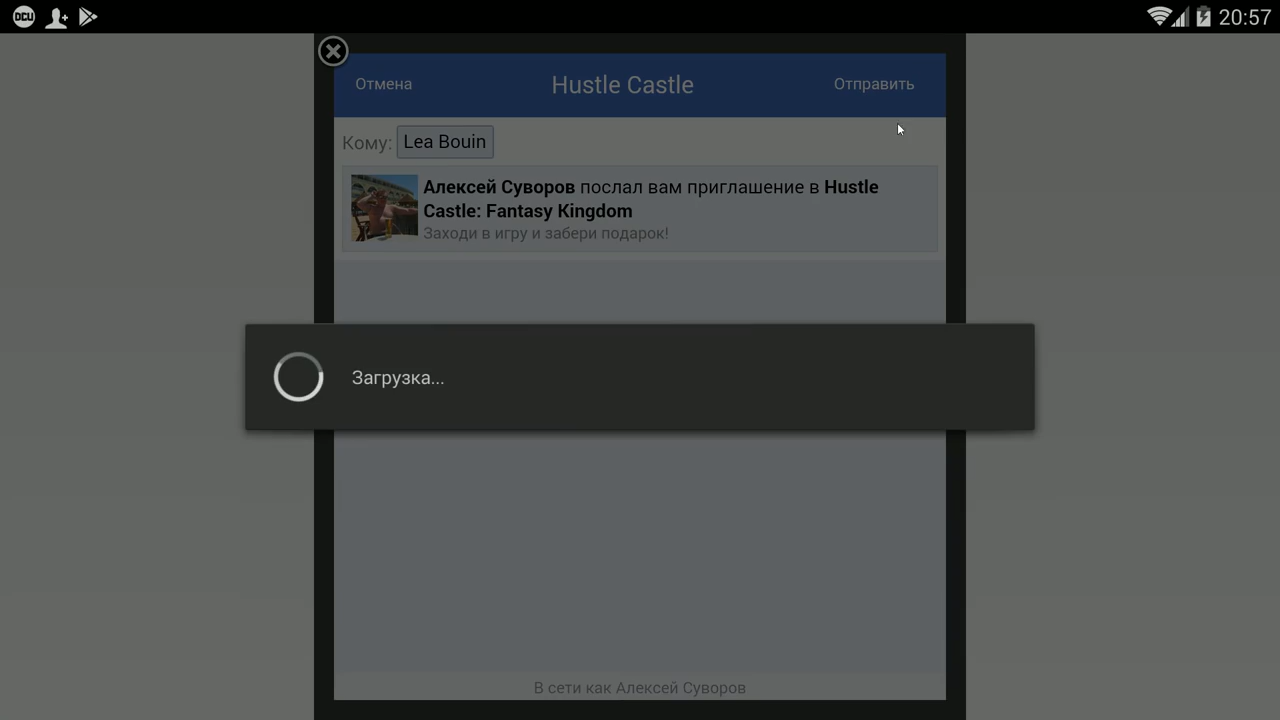 DCU
20:57
Отмена
Hustle Castle
Отправить
Кому: Lea Bouin
Алексей Суворов послал вам приглашение в Hustle
Castle: Fantasy Kingdom
Заходи в игру и забери подарок!
Загрузка...
В сети как Алексей Суворов